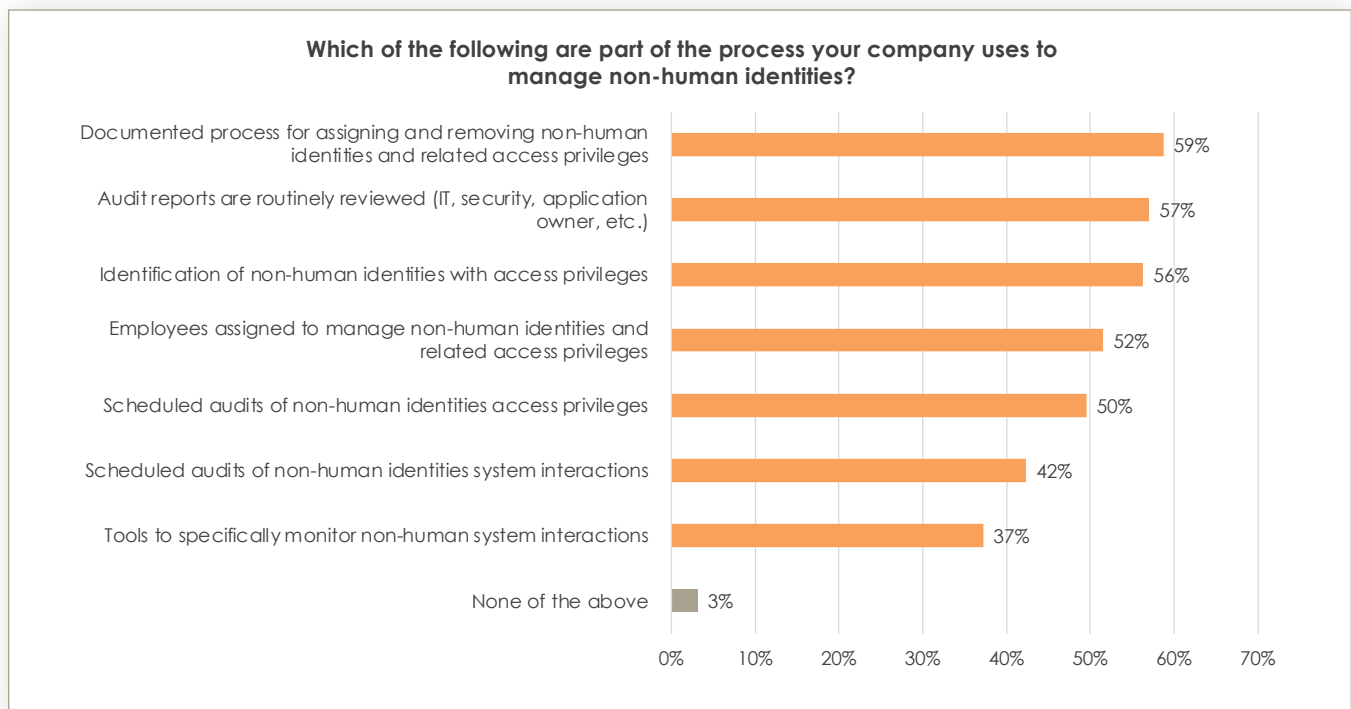 Which of the following are part of the process your company uses to
manage non-human identities?
Documented process for assigning and removing non-human
identities and related access privileges
59%
Audit reports are routinely reviewed (IT, security, application
owner, etc.)
57%
Identification of non-human identities with access privileges
56%
Employees assigned to manage non-human identities and
related access privileges
52%
Scheduled audits of non-human identities access privileges
50%
Scheduled audits of non-human identities system interactions
42%
Tools to specifically monitor non-human system interactions
37%
None of the above
3%
0% 10% 20% 30% 40% 50% 60% 70%